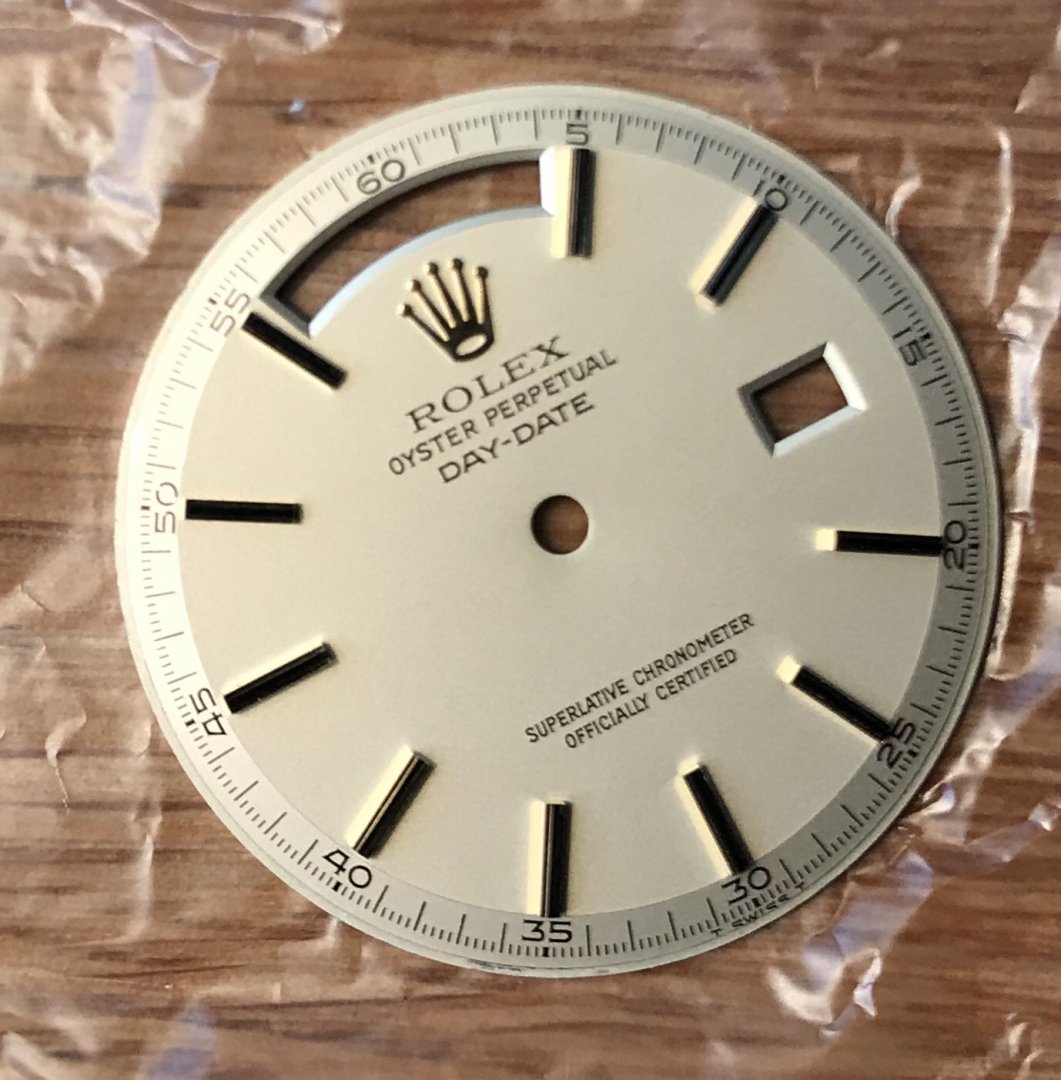 60
5
10
15
20
25
30
35
40
45
50
55
ROLEX
OYSTER PERPETUAL
DAY-DATE
SUPERLATIVE CHRONOMETER
OFFICIALLY CERTIFIED
T SWISS T